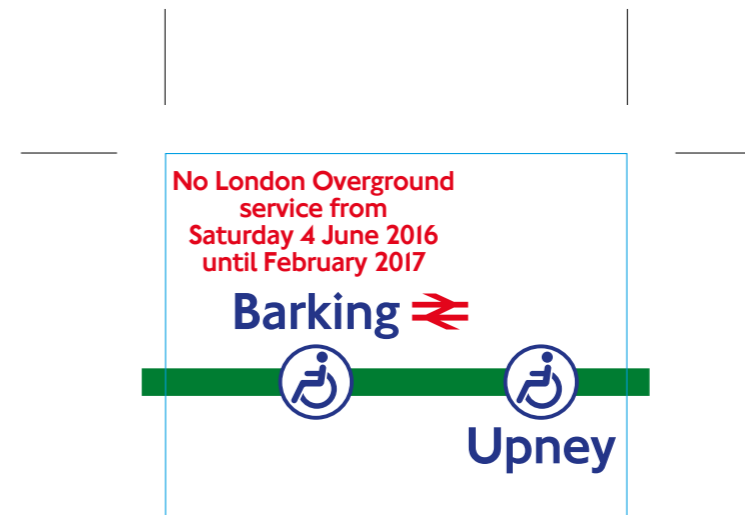 No London Overground
service from
Saturday 4 June 2016
until February 2017
Barking
Upney